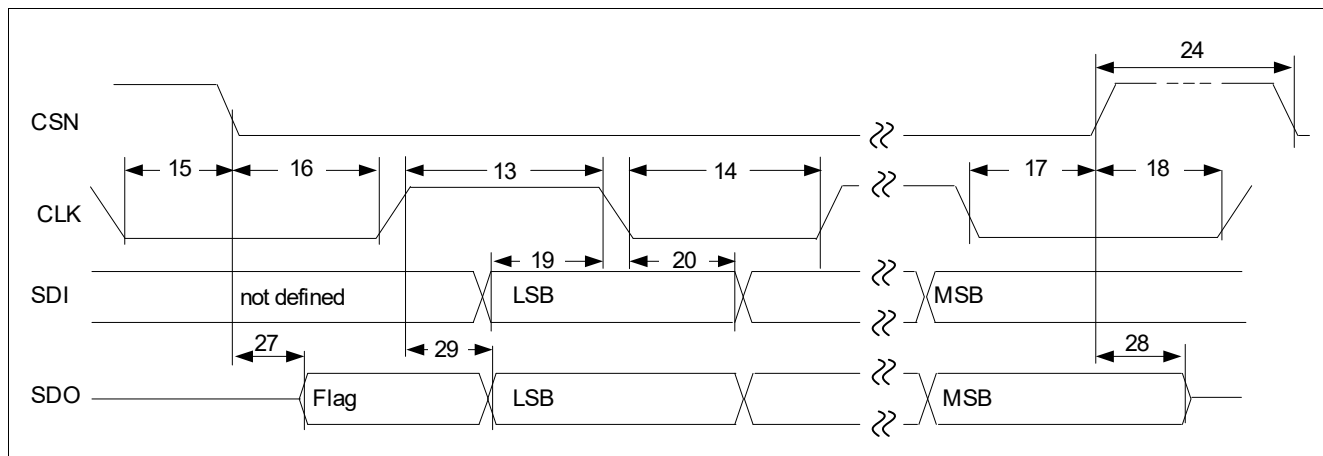 24
CSN
15
16
13
14
17
18
CLK
19
20
SDI
not defined
LSB
MSB
27
29
28
SDO
Flag
LSB
MSB